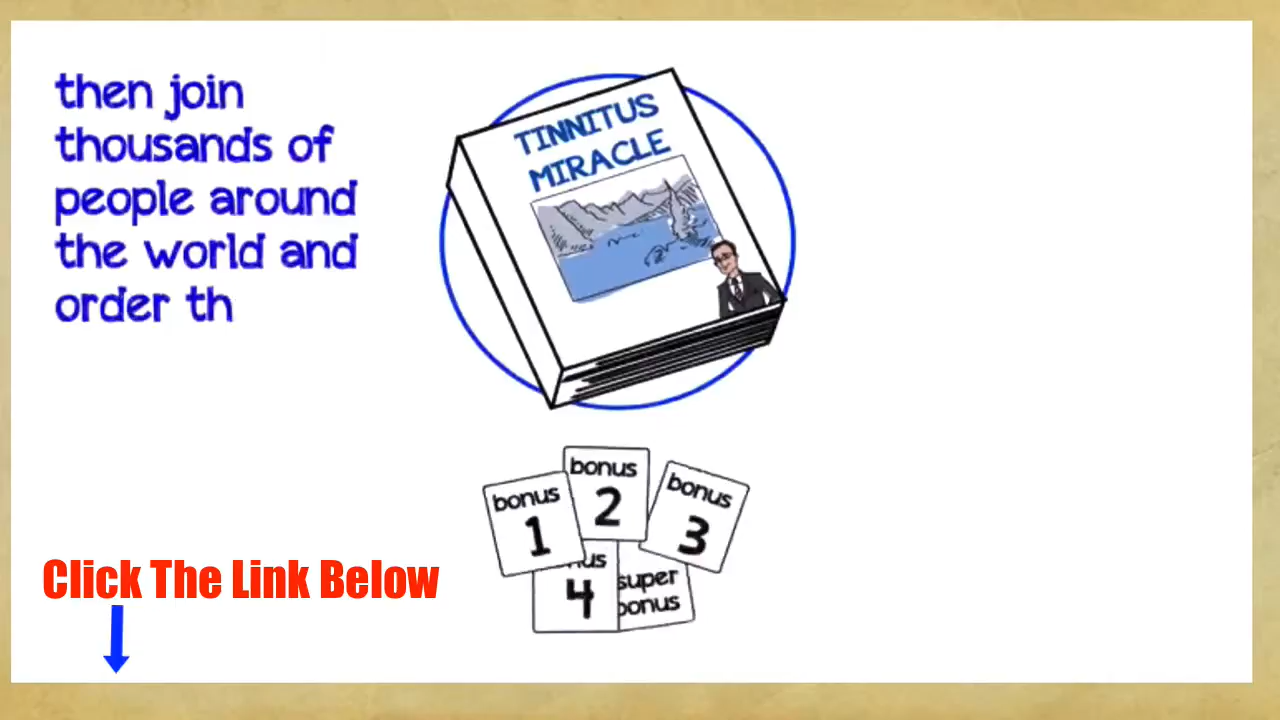 then join
thousands of
people around
the world and
order th
TINNITUS
MIRACLE
bonus
2
bonus
1
bonus
3
nus
4
super
bonus
Click The Link Below